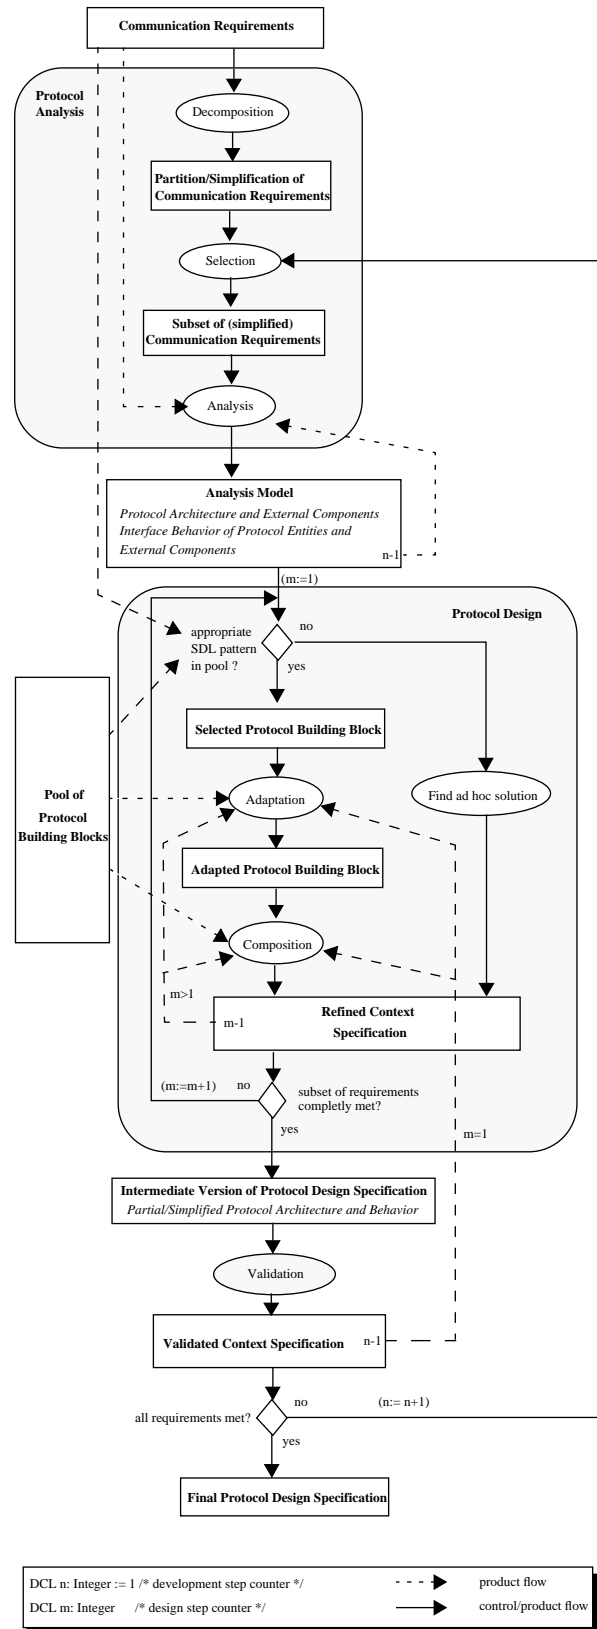 Communication Requirements
Protocol
Analysis
Decomposition
Partition/Simplification of
Communication Requirements
Selection
Subset of (simplified)
Communication Requirements
Analysis
Analysis Model
Protocol Architecture and External Components
Interface Behavior of Protocol Entities and
External Components
n-1
(m:=1)
Protocol Design
no
appropriate
SDL pattern
in pool ?
yes
Selected Protocol Building Block
Pool of
Protocol
Building Blocks
Adaptation
Find ad hoc solution
Adapted Protocol Building Block
Composition
m>1
Refined Context
Specification
m-1
(m:=m+1)
no
subset of requirements
completly met?
yes
m=1
Intermediate Version of Protocol Design Specification
Partial/Simplified Protocol Architecture and Behavior
Validation
Validated Context Specification
n-1
no
(n:= n+1)
all requirements met?
yes
Final Protocol Design Specification
DCL n: Integer := 1 /* development step counter */
product flow
DCL m: Integer /* design step counter */
control/product flow